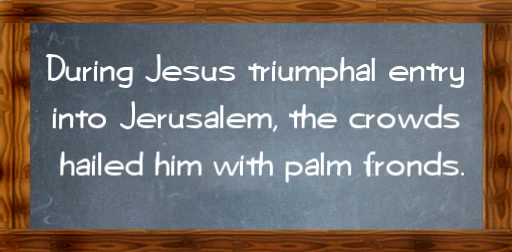 During Jesus triumphal entry
into Jerusalem, the crowds
hailed him with palm fronds.